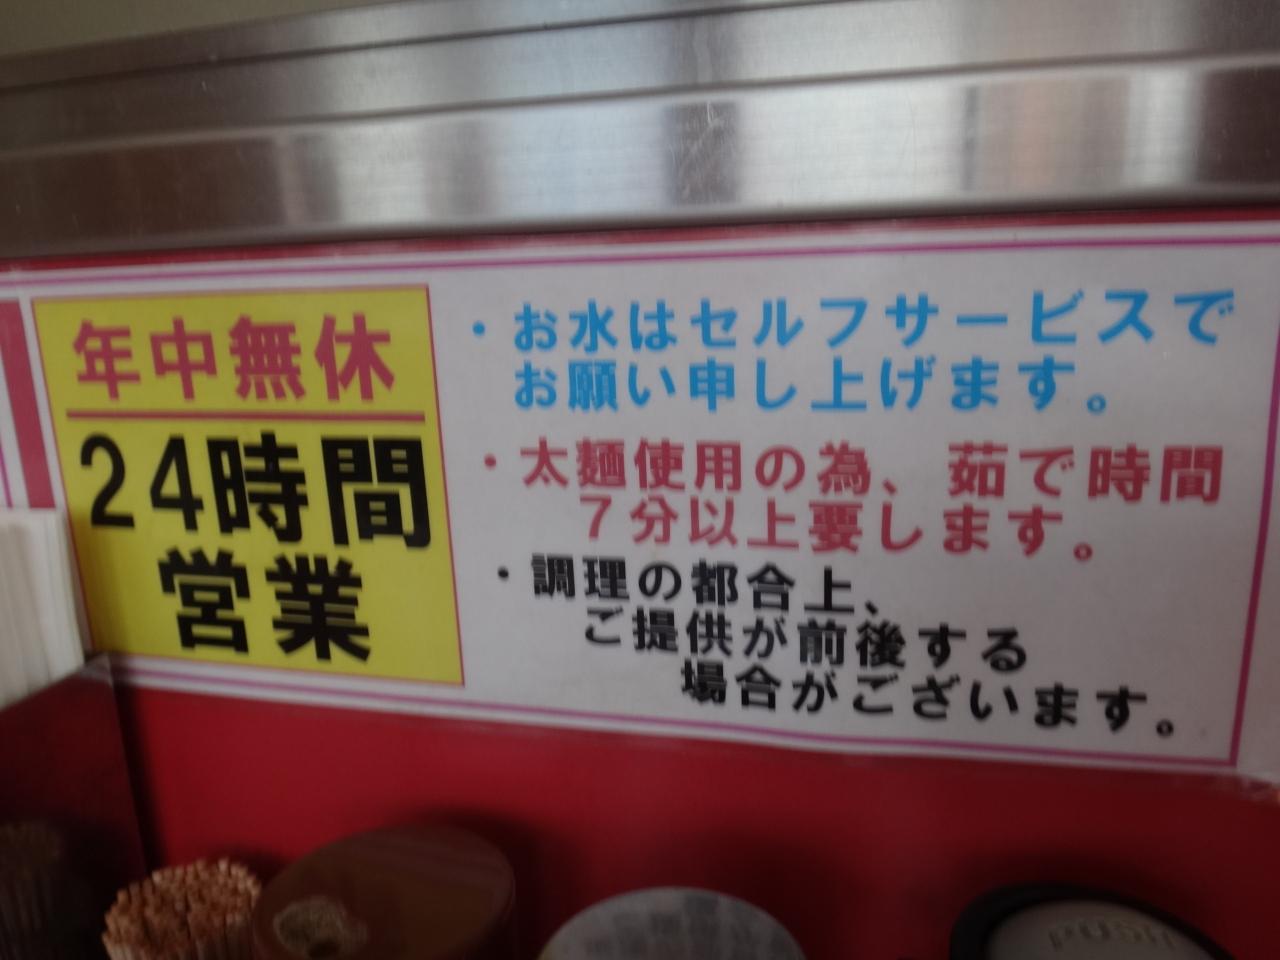 年中無休
24時間
営業
・お水はセルフサービスで
お願い申し上げます。
・太麺使用の為、茹で時間
7分以上要します。
・調理の都合上、
ご提供が前後する
場合がございます。
PUSH